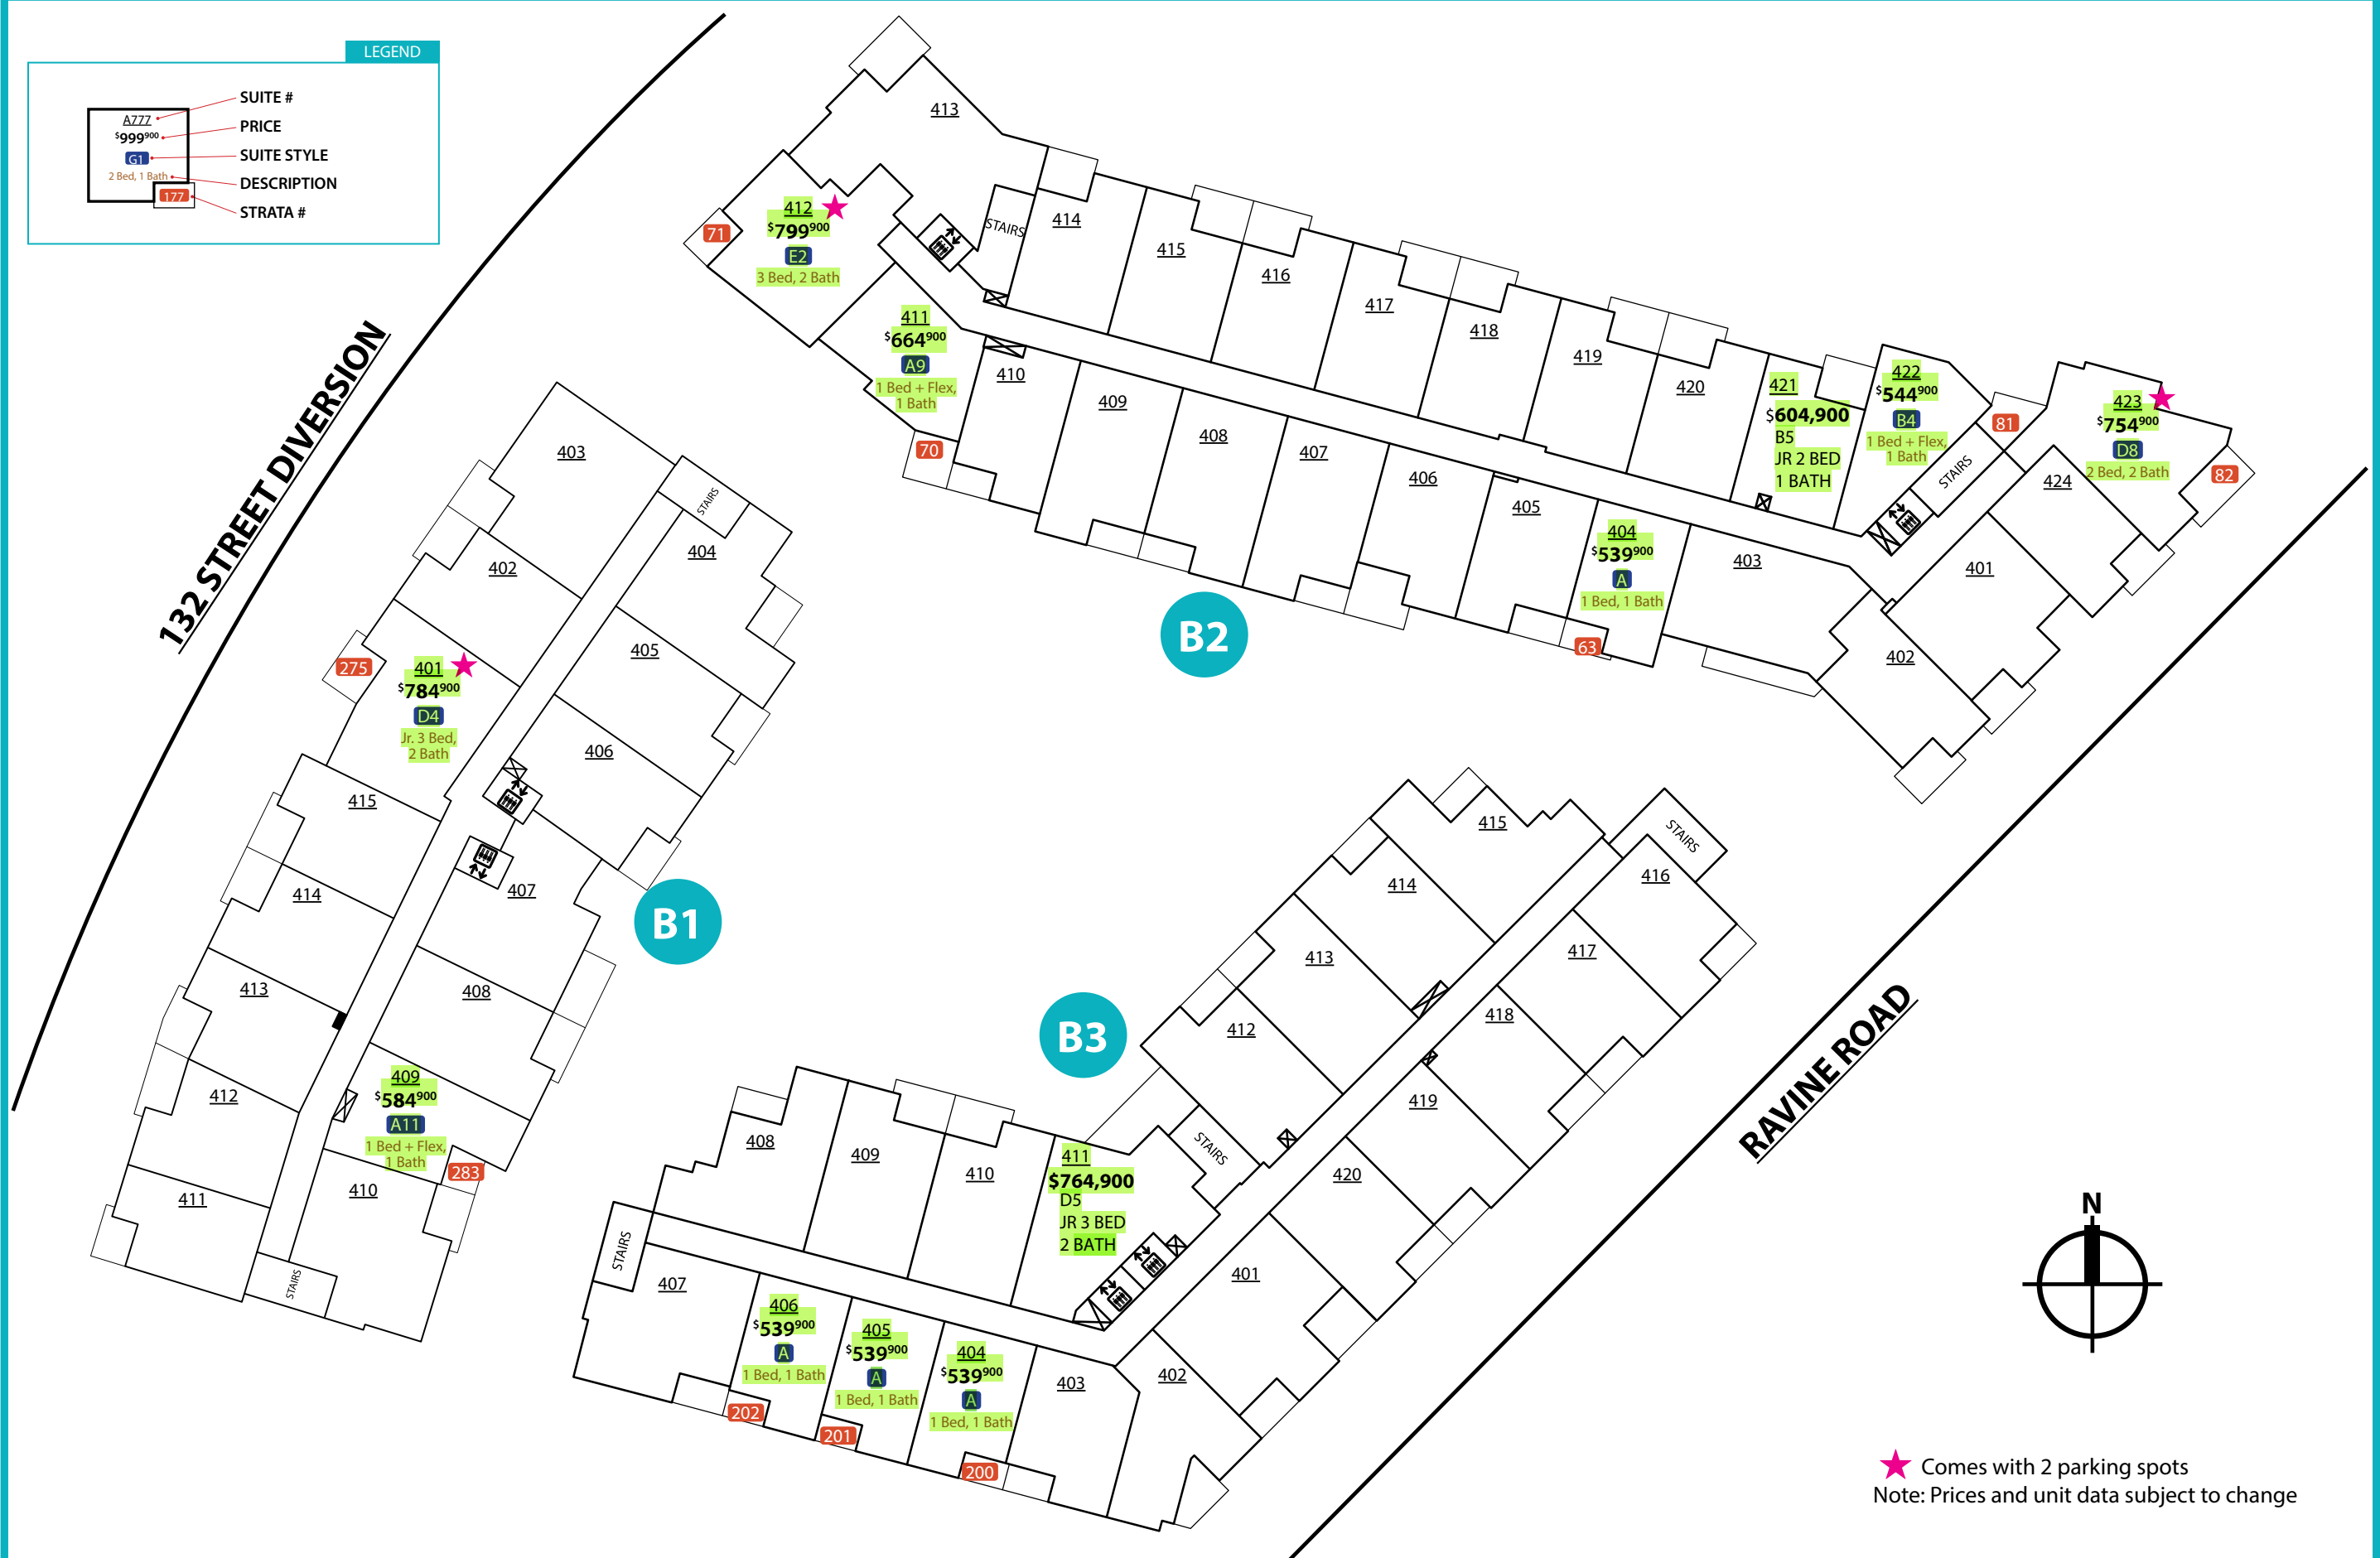 LEGEND
A777
$999900
G1
2 Bed, 1 Bath
177
SUITE #
PRICE
SUITE STYLE
DESCRIPTION
STRATA #
132 STREET DIVERSION
413
412
$799900
E2
3 Bed, 2 Bath
71
STAIRS
414
415
416
417
418
419
420
421
$604,900
B5
JR 2 BED
1 BATH
422
$544900
B4
1 Bed + Flex,
1 Bath
81
STAIRS
423
$754900
D8
2 Bed, 2 Bath
82
424
411
$664900
A9
1 Bed + Flex,
1 Bath
70
410
409
408
407
406
405
404
$539900
A
1 Bed, 1 Bath
63
403
402
401
B2
403
STAIRS
402
404
401
$784900
D4
Jr. 3 Bed,
2 Bath
275
405
406
415
407
414
413
408
412
409
$584900
A11
1 Bed + Flex,
1 Bath
283
411
410
STAIRS
B1
B3
415
STAIRS
414
416
413
417
412
418
419
STAIRS
420
408
409
410
411
$764,900
D5
JR 3 BED
2 BATH
STAIRS
407
406
$539900
A
1 Bed, 1 Bath
202
405
$539900
A
1 Bed, 1 Bath
201
404
$539900
A
1 Bed, 1 Bath
200
403
402
401
RAVINE ROAD
N
Comes with 2 parking spots
Note: Prices and unit data subject to change